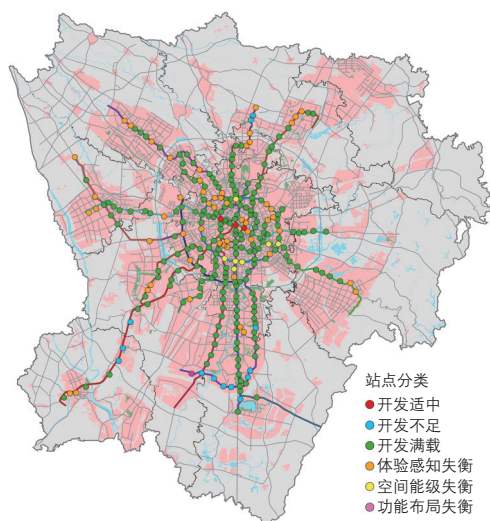 站点分类
开发适中
开发不足
开发满载
体验感知失衡
空间能级失衡
功能布局失衡